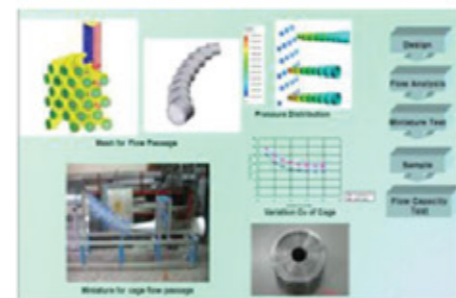 Design
Flow Analysis
Miniature Test
Sample
Flow Capacity
Test
Pressure Distribution
Mesh for Flow Passage
Variation Cv of Cage
Miniature for cage flow passage